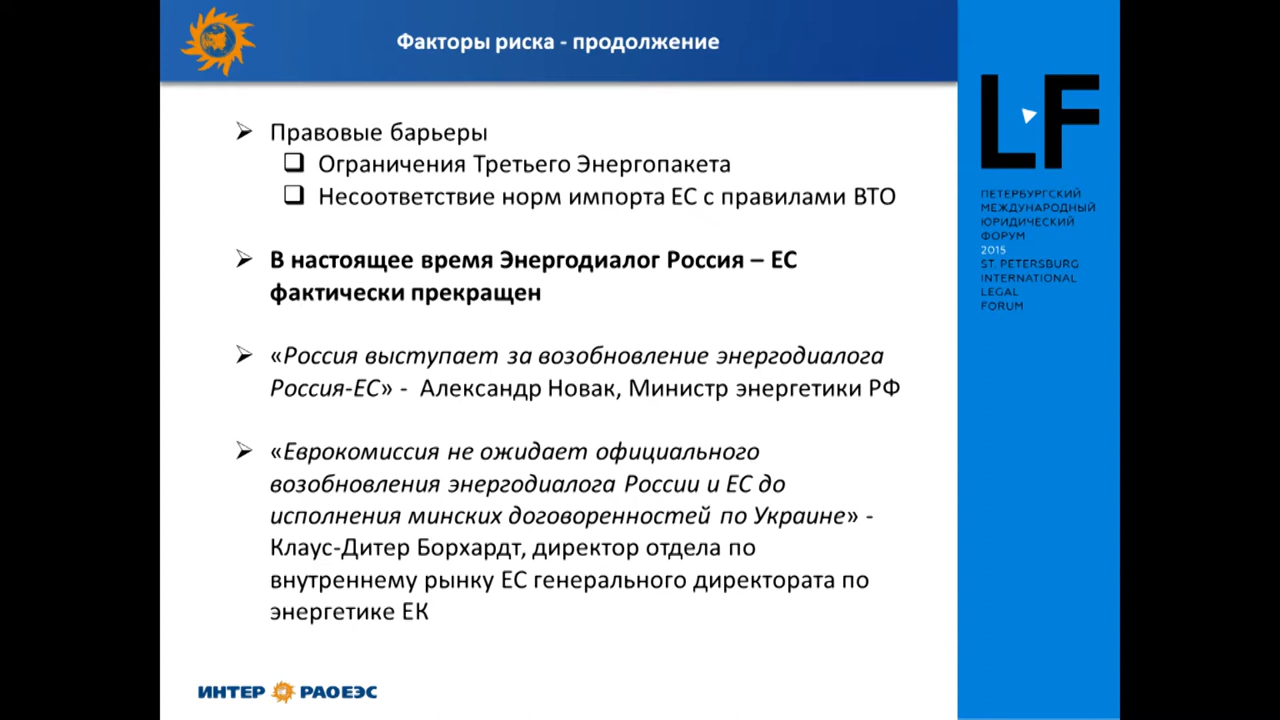 Факторы риска - продолжение
Правовые барьеры
Ограничения Третьего Энергопакета
Несоответствие норм импорта ЕС с правилами ВТО
В настоящее время Энергодиалог Россия – ЕС
фактически прекращен
«Россия выступает за возобновление энергодиалога
Россия-ЕС» - Александр Новак, Министр энергетики РФ
«Еврокомиссия не ожидает официального
возобновления энергодиалога России и ЕС до
исполнения минских договоренностей по Украине» -
Клаус-Дитер Борхардт, директор отдела по
внутреннему рынку ЕС генерального директората по
энергетике ЕК
ИНТЕР РАО ЕЭС
LF
ПЕТЕРБУРГСКИЙ
МЕЖДУНАРОДНЫЙ
ЮРИДИЧЕСКИЙ
ФОРУМ
2015
ST. PETERSBURG
INTERNATIONAL
LEGAL
FORUM